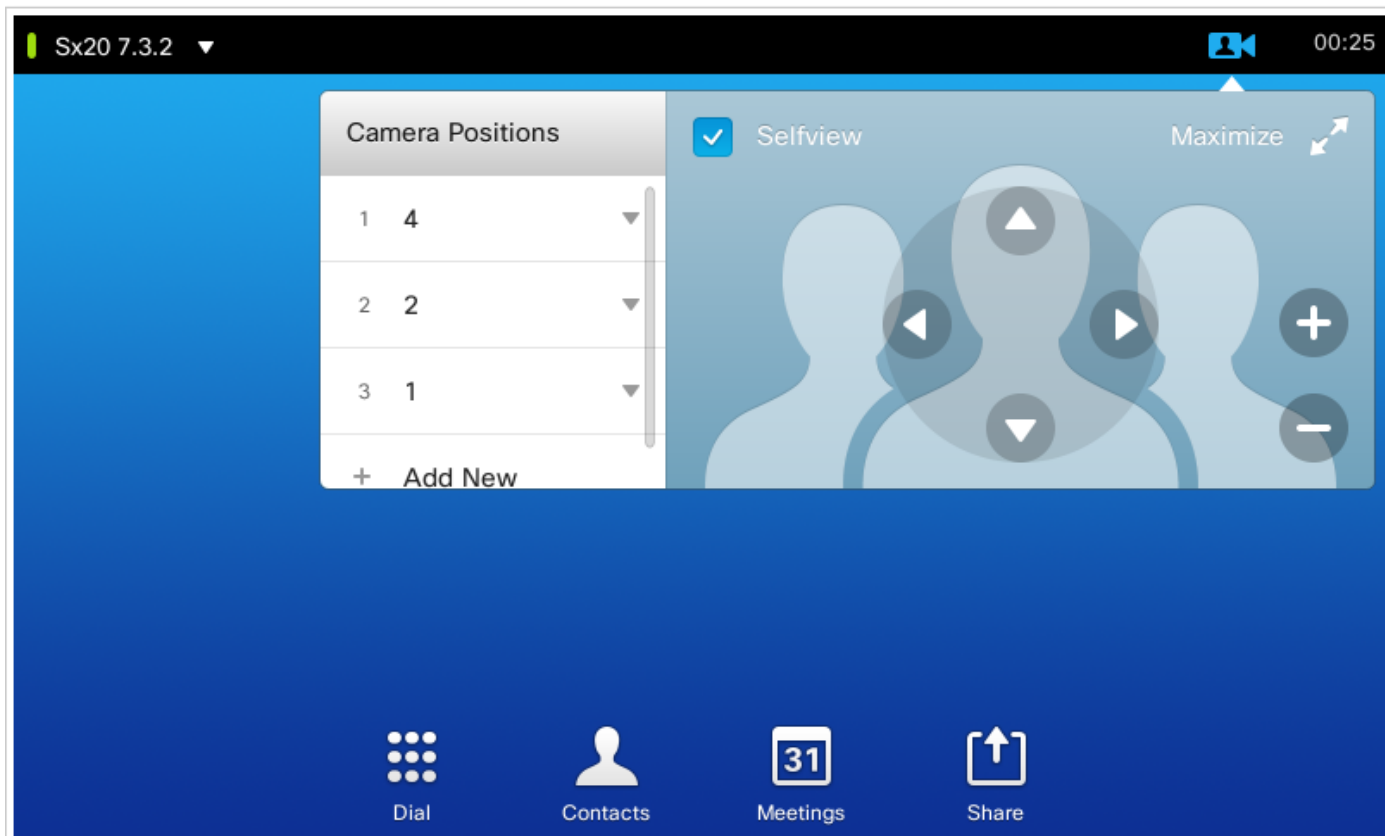 Sx20 7.3.2
00:25
Camera Positions
Selfview
Maximize
1 4
2 2
3 1
+ Add New
Dial
Contacts
31
Meetings
Share